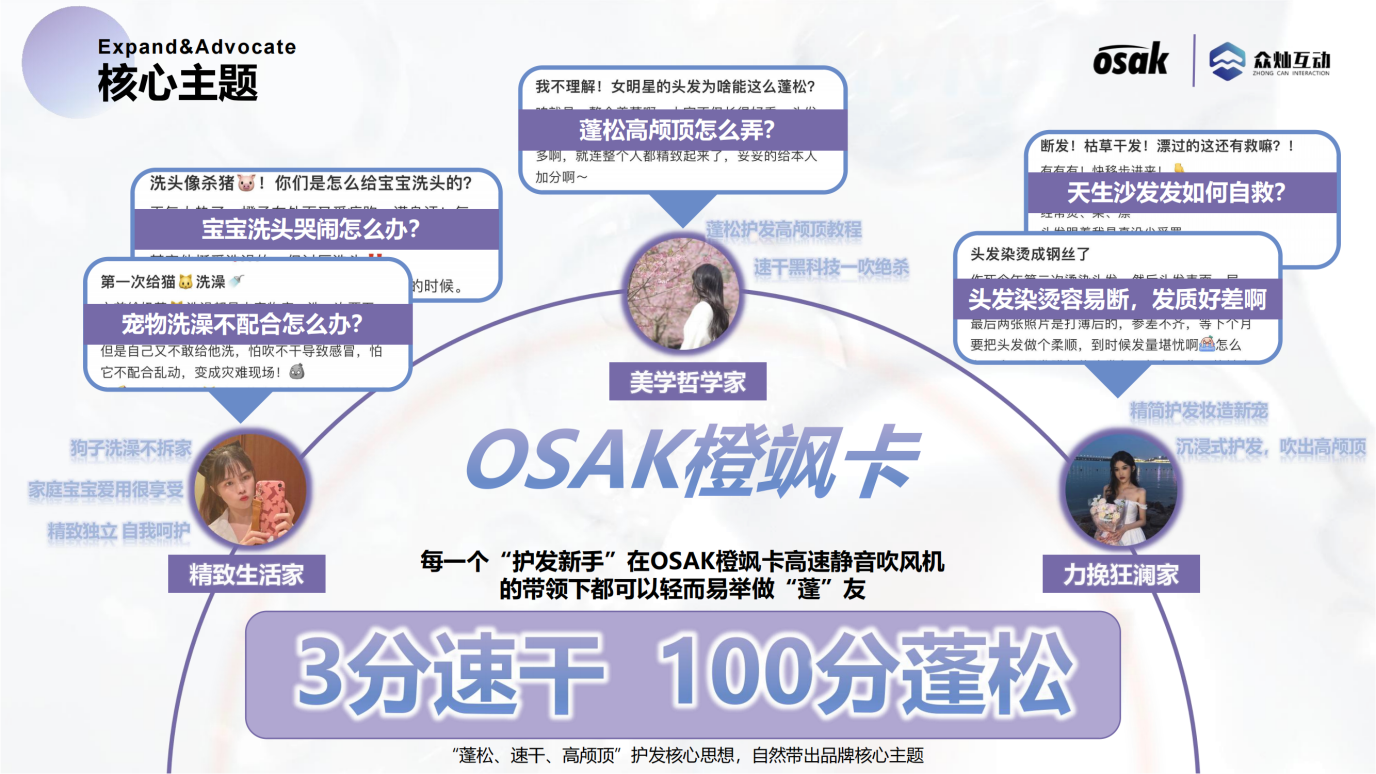 Expand&Advocate
核心主题
osak
众灿互动
ZHONG CAN INTERACTION
我不理解！女明星的头发为啥能这么蓬松?
蓬松高颅顶怎么弄?
多啊，就连整个人都精致起来了，妥妥的给本人
加分啊～
洗头像杀猪🐷！你们是怎么给宝宝洗头的?
宝宝洗头哭闹怎么办?
的时候。
第一次给猫🐱洗澡🚿
宠物洗澡不配合怎么办?
但是自己又不敢给他洗，怕吹不干导致感冒，怕
它不配合乱动，变成灾难现场！
断发！枯草干发！漂过的这还有救嘛？！
天生沙发发如何自救?
头发染烫成钢丝了
头发染烫容易断，发质好差啊
最后两张照片是打薄后的，参差不齐，等下个月
要把头发做个柔顺，到时候发量堪忧啊怎么
蓬松护发高颅顶教程
速干黑科技一吹绝杀
美学哲学家
狗子洗澡不拆家
家庭宝宝爱用很享受
精致独立 自我呵护
精致生活家
精简护发妆造新宠
沉浸式护发，吹出高颅顶
力挽狂澜家
OSAK橙飒卡
每一个“护发新手”在OSAK橙飒卡高速静音吹风机
的带领下都可以轻而易举做“蓬”友
3分速干 100分蓬松
“蓬松、速干、高颅顶”护发核心思想，自然带出品牌核心主题